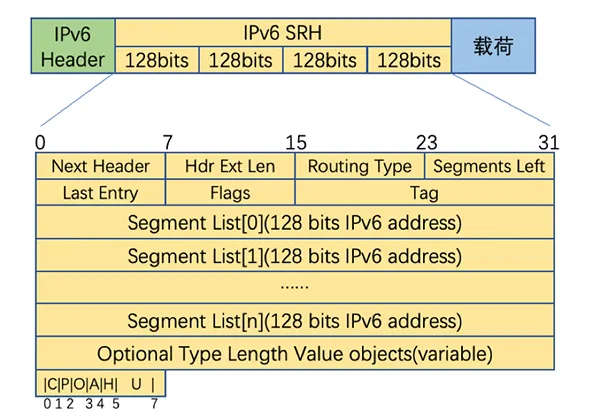 IPv6 Header IPv6 SRH 载荷
128bits 128bits 128bits 128bits
0 7 15 23 31
Next Header Hdr Ext Len Routing Type Segments Left
Last Entry Flags Tag
Segment List[0](128 bits IPv6 address)
Segment List[1](128 bits IPv6 address)
......
Segment List[n](128 bits IPv6 address)
Optional Type Length Value objects(variable)
|C|P|O|A|H| U |
0 1 2 3 4 5 7